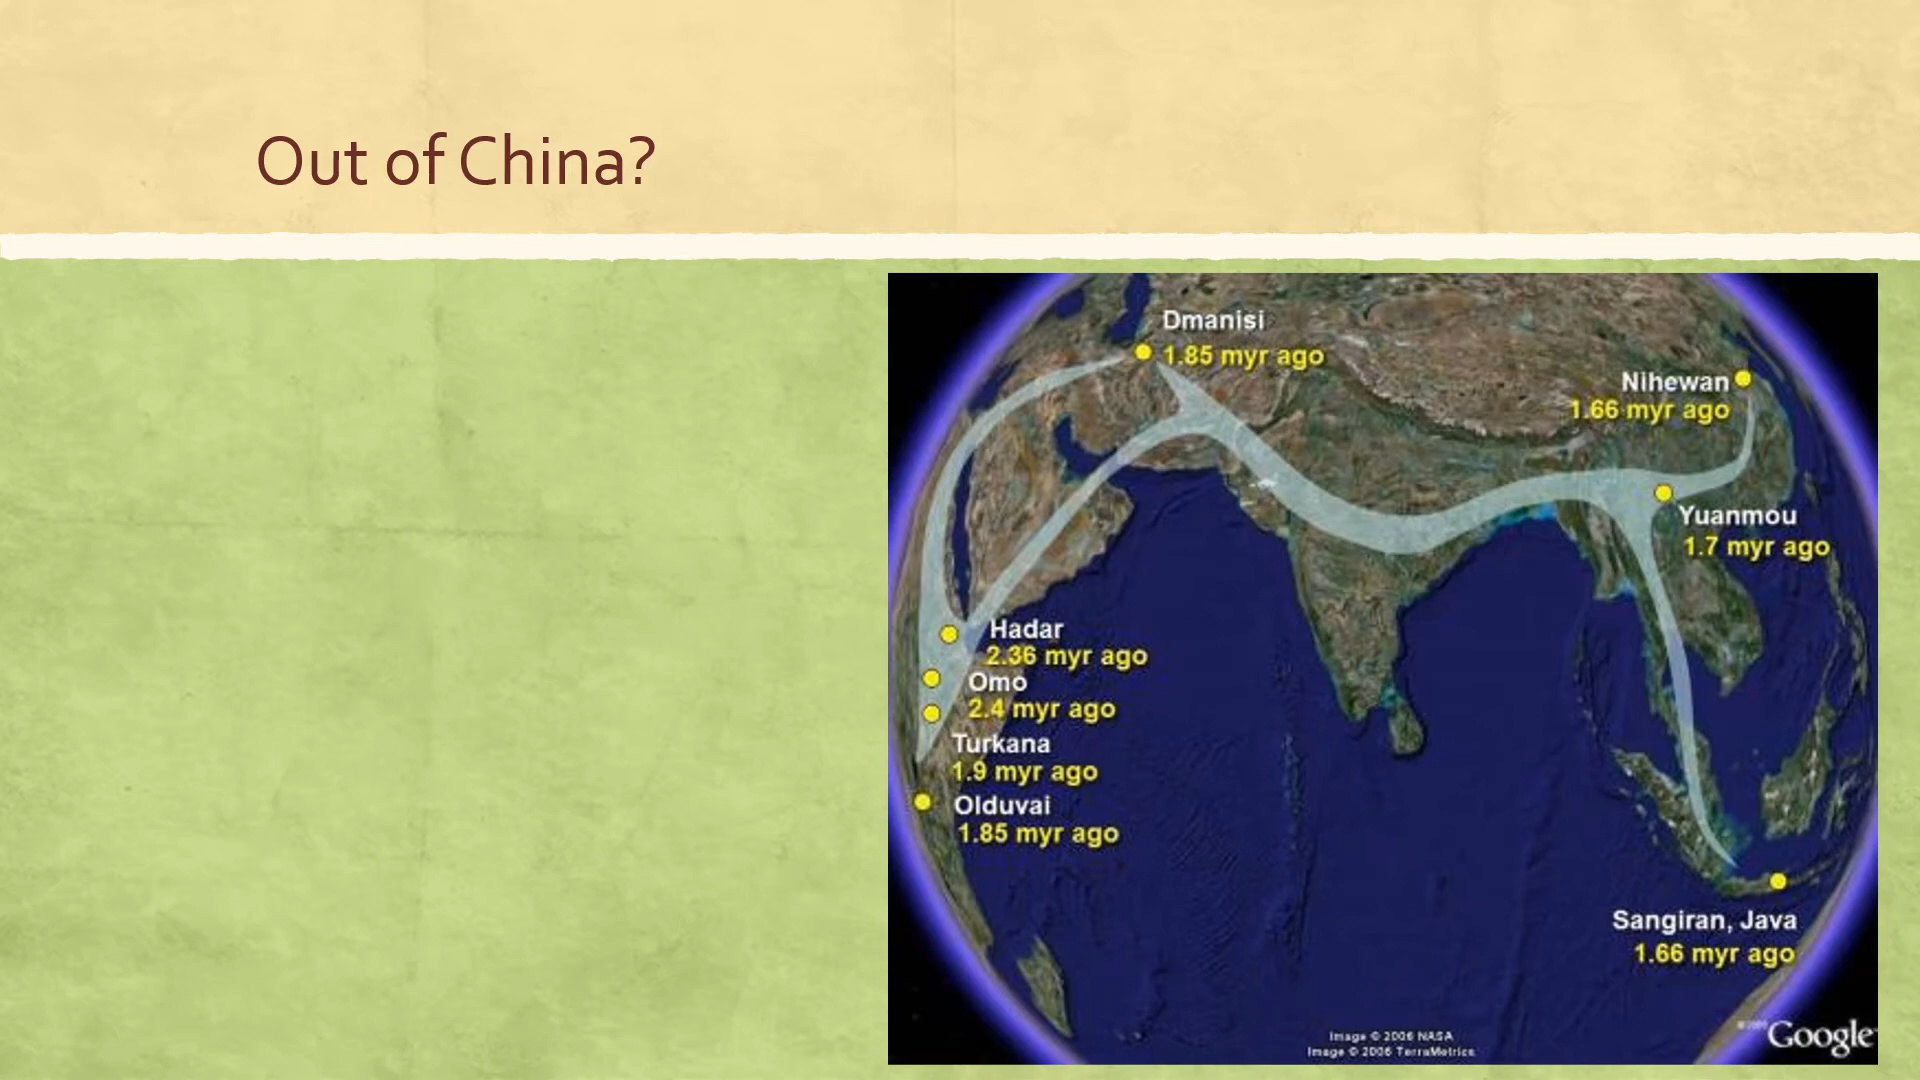 Out of China?
Dmanisi
1.85 myr ago
Nihewan
1.66 myr ago
Yuanmou
1.7 myr ago
Hadar
2.36 myr ago
Omo
2.4 myr ago
Turkana
1.9 myr ago
Olduvai
1.85 myr ago
Sangiran, Java
1.66 myr ago
Image © 2006 NASA
Image © 2006 TerraMetrics
Google